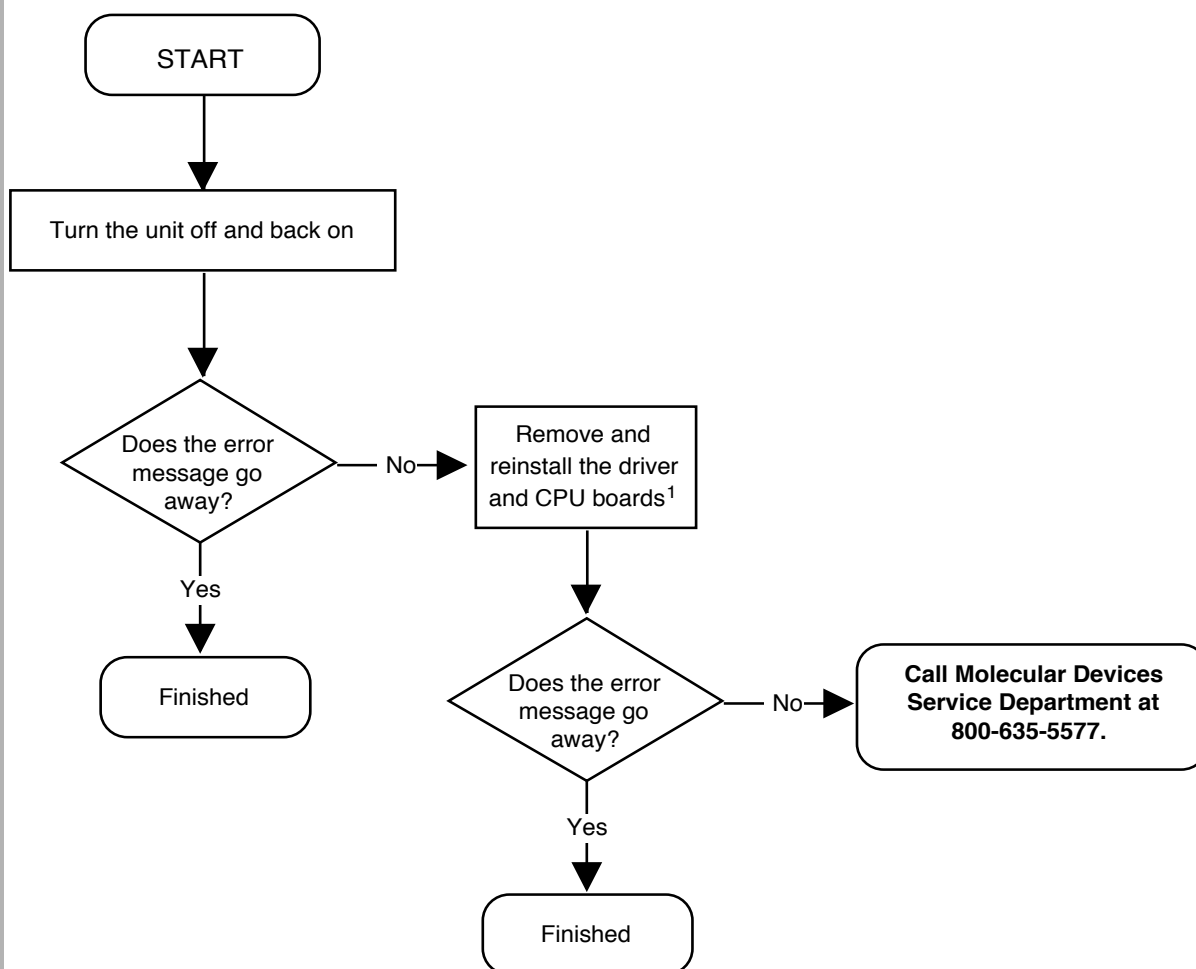 START
Turn the unit off and back on
Does the error
message go
away?
No
Remove and
reinstall the driver
and CPU boards1
Yes
Finished
Does the error
message go
away?
No
Call Molecular Devices
Service Department at
800-635-5577.
Yes
Finished